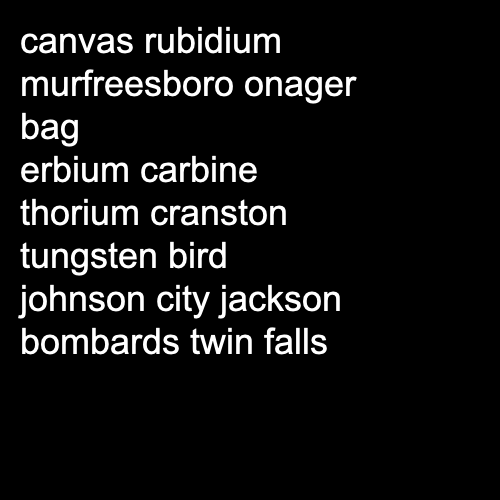 canvas rubidium
murfreesboro onager
bag
erbium carbine
thorium cranston
tungsten bird
johnson city jackson
bombards twin falls